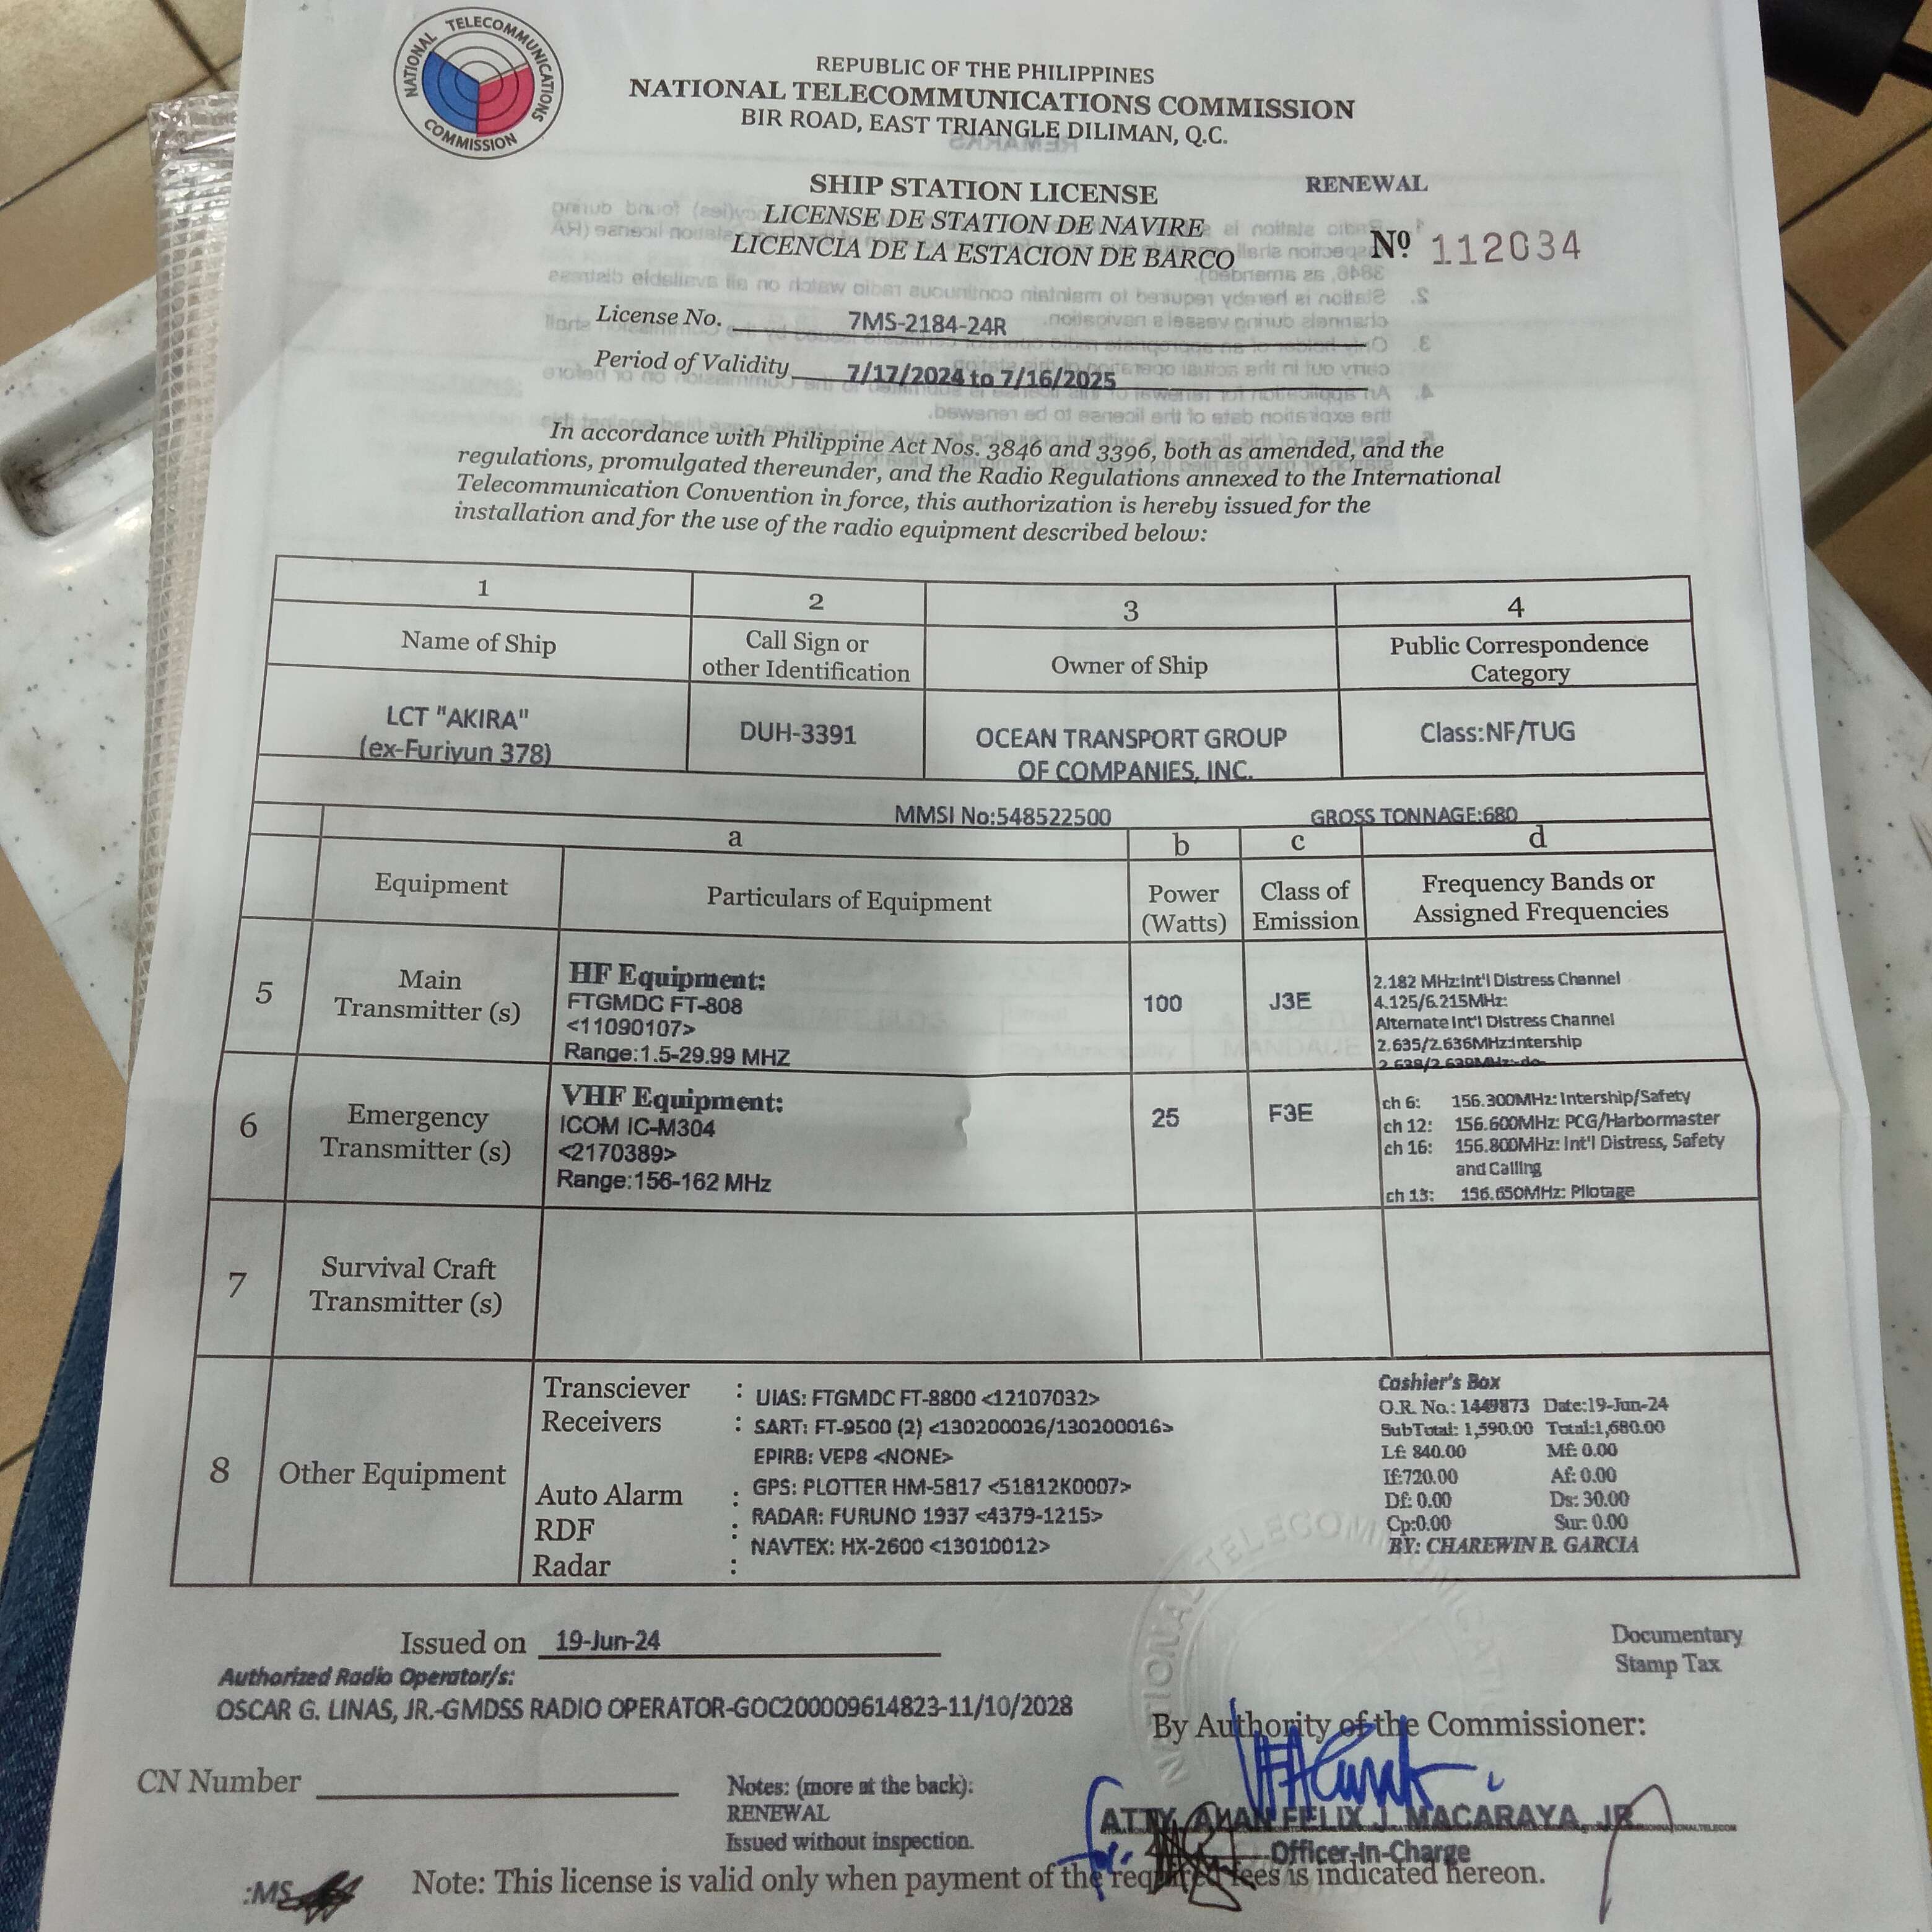 NATIONAL TELECOMMUNICATIONS COMMISSION
REPUBLIC OF THE PHILIPPINES
NATIONAL TELECOMMUNICATIONS COMMISSION
BIR ROAD, EAST TRIANGLE DILIMAN, Q.C.
SHIP STATION LICENSE
RENEWAL
LICENSE DE STATION DE NAVIRE
LICENCIA DE LA ESTACION DE BARCO
Nº 112034
License No. 7MS-2184-24R
Period of Validity 7/17/2024 to 7/16/2025
In accordance with Philippine Act Nos. 3846 and 3396, both as amended, and the
regulations, promulgated thereunder, and the Radio Regulations annexed to the International
Telecommunication Convention in force, this authorization is hereby issued for the
installation and for the use of the radio equipment described below:
1 2 3 4
Name of Ship
Call Sign or
other Identification
Owner of Ship
Public Correspondence
Category
LCT "AKIRA"
(ex-Furiyun 378)
DUH-3391
OCEAN TRANSPORT GROUP
OF COMPANIES, INC.
Class:NF/TUG
MMSI No:548522500 GROSS TONNAGE:680
a b c d
Equipment
Particulars of Equipment
Power
(Watts)
Class of
Emission
Frequency Bands or
Assigned Frequencies
5
Main
Transmitter (s)
HF Equipment:
FTGMDC FT-808
<11090107>
Range:1.5-29.99 MHZ
100
J3E
2.182 MHz:Int'l Distress Channel
4.125/6.215MHz:
Alternate Int'l Distress Channel
2.635/2.636MHz:Intership
2.638/2.639MHz:-do-
6
Emergency
Transmitter (s)
VHF Equipment:
ICOM IC-M304
<2170389>
Range:156-162 MHz
25
F3E
ch 6: 156.300MHz: Intership/Safety
ch 12: 156.600MHz: PCG/Harbormaster
ch 16: 156.800MHz: Int'l Distress, Safety
and Calling
ch 13: 156.650MHz: Pilotage
7
Survival Craft
Transmitter (s)
8
Other Equipment
Transciever :
Receivers :
Auto Alarm :
RDF :
Radar :
UIAS: FTGMDC FT-8800 <12107032>
SART: FT-9500 (2) <130200026/130200016>
EPIRB: VEP8 <NONE>
GPS: PLOTTER HM-5817 <51812K0007>
RADAR: FURUNO 1937 <4379-1215>
NAVTEX: HX-2600 <13010012>
Cashier's Box
O.R. No.: 1449873 Date:19-Jun-24
SubTotal: 1,590.00 Total:1,680.00
Lf: 840.00 Mf: 0.00
If:720.00 Af: 0.00
Df: 0.00 Ds: 30.00
Cp:0.00 Sur: 0.00
BY: CHAREWIN B. GARCIA
Issued on 19-Jun-24
Documentary
Stamp Tax
Authorized Radio Operator/s:
OSCAR G. LINAS, JR.-GMDSS RADIO OPERATOR-GOC200009614823-11/10/2028
By Authority of the Commissioner:
CN Number
Notes: (more at the back):
RENEWAL
Issued without inspection.
ATTY. ALAN FELIX J. MACARAYA, JR.
Officer-In-Charge
:MS
Note: This license is valid only when payment of the required fees is indicated hereon.